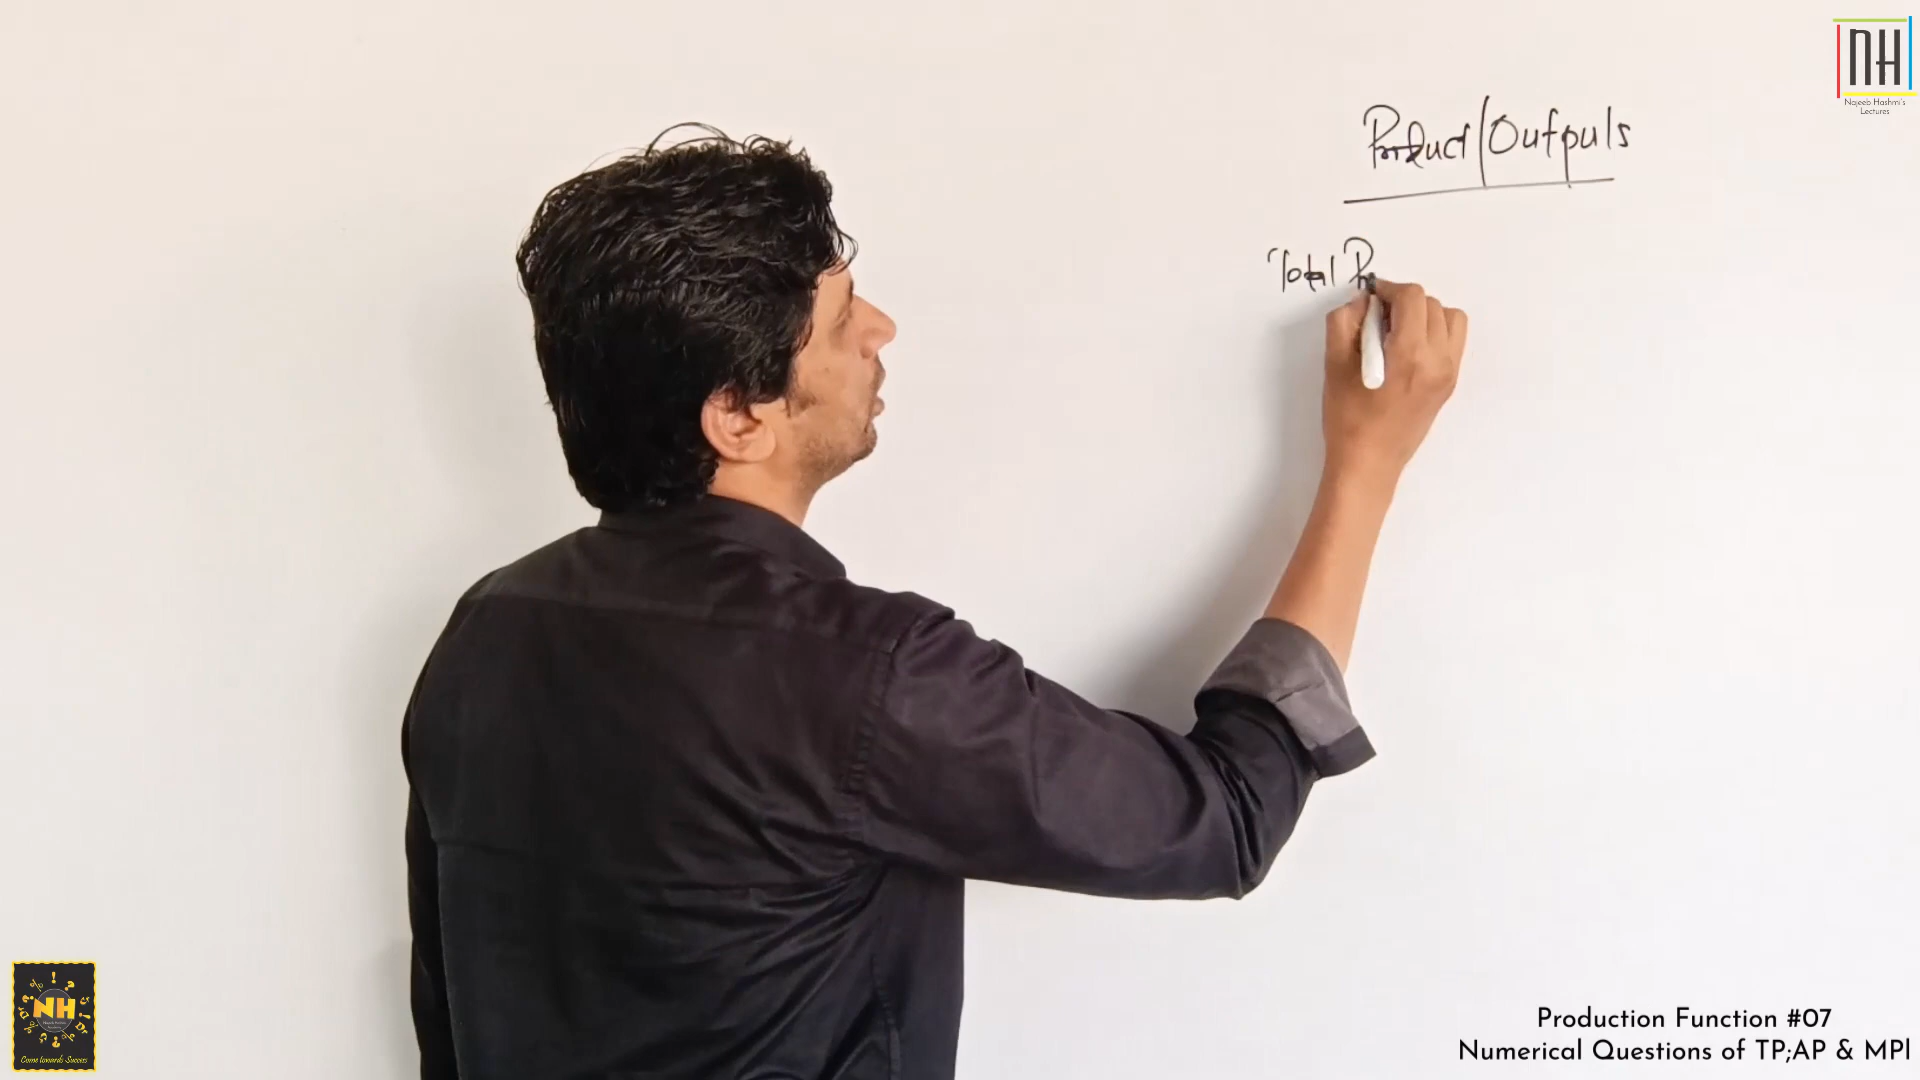 NH
Najeeb Hashmi's
Lectures
Product/Outputs
Total Pr
NH
Come towards Success
Production Function #07
Numerical Questions of TP;AP & MPl